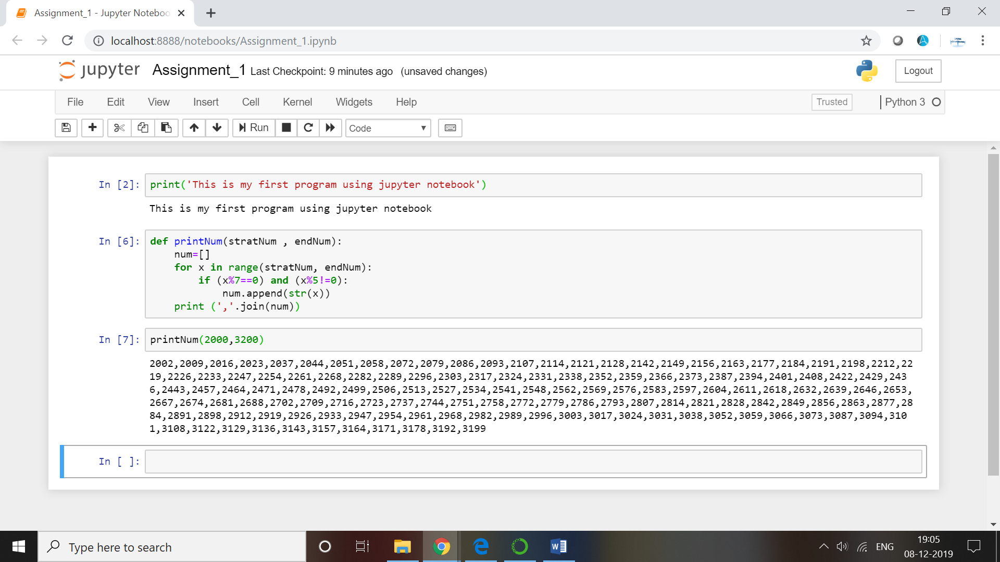 Assignment_1 - Jupyter Noteboo
localhost:8888/notebooks/Assignment_1.ipynb
jupyter Assignment_1 Last Checkpoint: 9 minutes ago (unsaved changes)
Logout
File Edit View Insert Cell Kernel Widgets Help
Trusted
Python 3
Run
Code
In [2]: print('This is my first program using jupyter notebook')
This is my first program using jupyter notebook
In [6]: def printNum(stratNum , endNum):
    num=[]
    for x in range(stratNum, endNum):
        if (x%7==0) and (x%5!=0):
            num.append(str(x))
    print (','.join(num))
In [7]: printNum(2000,3200)
2002,2009,2016,2023,2037,2044,2051,2058,2072,2079,2086,2093,2107,2114,2121,2128,2142,2149,2156,2163,2177,2184,2191,2198,2212,22
19,2226,2233,2247,2254,2261,2268,2282,2289,2296,2303,2317,2324,2331,2338,2352,2359,2366,2373,2387,2394,2401,2408,2422,2429,243
6,2443,2457,2464,2471,2478,2492,2499,2506,2513,2527,2534,2541,2548,2562,2569,2576,2583,2597,2604,2611,2618,2632,2639,2646,2653,
2667,2674,2681,2688,2702,2709,2716,2723,2737,2744,2751,2758,2772,2779,2786,2793,2807,2814,2821,2828,2842,2849,2856,2863,2877,28
84,2891,2898,2912,2919,2926,2933,2947,2954,2961,2968,2982,2989,2996,3003,3017,3024,3031,3038,3052,3059,3066,3073,3087,3094,310
1,3108,3122,3129,3136,3143,3157,3164,3171,3178,3192,3199
In [ ]:
Type here to search
ENG
19:05
08-12-2019